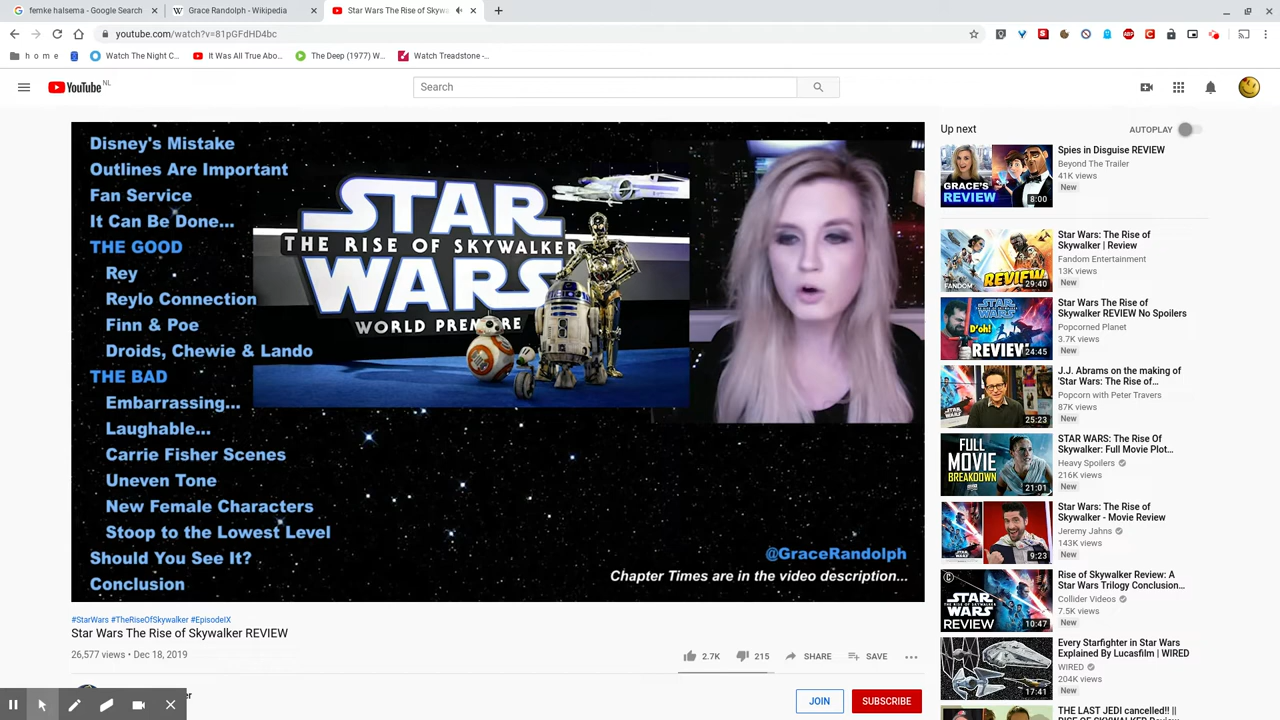 femke halsema - Google Search
Grace Randolph - Wikipedia
Star Wars The Rise of Skywa
youtube.com/watch?v=81pGFdHD4bc
h o m e
Watch The Night C...
It Was All True Abo...
The Deep (1977) W...
Watch Treadstone -...
YouTube NL
Search
Disney's Mistake
Outlines Are Important
Fan Service
It Can Be Done...
THE GOOD
Rey
Reylo Connection
Finn & Poe
Droids, Chewie & Lando
THE BAD
Embarrassing...
Laughable...
Carrie Fisher Scenes
Uneven Tone
New Female Characters
Stoop to the Lowest Level
Should You See It?
Conclusion
STAR
THE RISE OF SKYWALKER
WARS
WORLD PREMIERE
@GraceRandolph
Chapter Times are in the video description...
#StarWars #TheRiseOfSkywalker #EpisodeIX
Star Wars The Rise of Skywalker REVIEW
26,577 views • Dec 18, 2019
2.7K
215
SHARE
SAVE
JOIN
SUBSCRIBE
Up next
AUTOPLAY
GRACE'S
REVIEW
8:00
Spies in Disguise REVIEW
Beyond The Trailer
41K views
New
FANDOM
REVIEW
29:40
Star Wars: The Rise of
Skywalker | Review
Fandom Entertainment
13K views
New
D'oh!
REVIEW
24:45
Star Wars The Rise of
Skywalker REVIEW No Spoilers
Popcorned Planet
3.7K views
New
25:23
J.J. Abrams on the making of
'Star Wars: The Rise of...
Popcorn with Peter Travers
87K views
New
FULL
MOVIE
BREAKDOWN
21:01
STAR WARS: The Rise Of
Skywalker: Full Movie Plot...
Heavy Spoilers
216K views
New
9:23
Star Wars: The Rise of
Skywalker - Movie Review
Jeremy Jahns
143K views
New
STAR
WARS
REVIEW
10:47
Rise of Skywalker Review: A
Star Wars Trilogy Conclusion...
Collider Videos
7.5K views
New
17:41
Every Starfighter in Star Wars
Explained By Lucasfilm | WIRED
WIRED
204K views
New
THE LAST JEDI cancelled!! ||